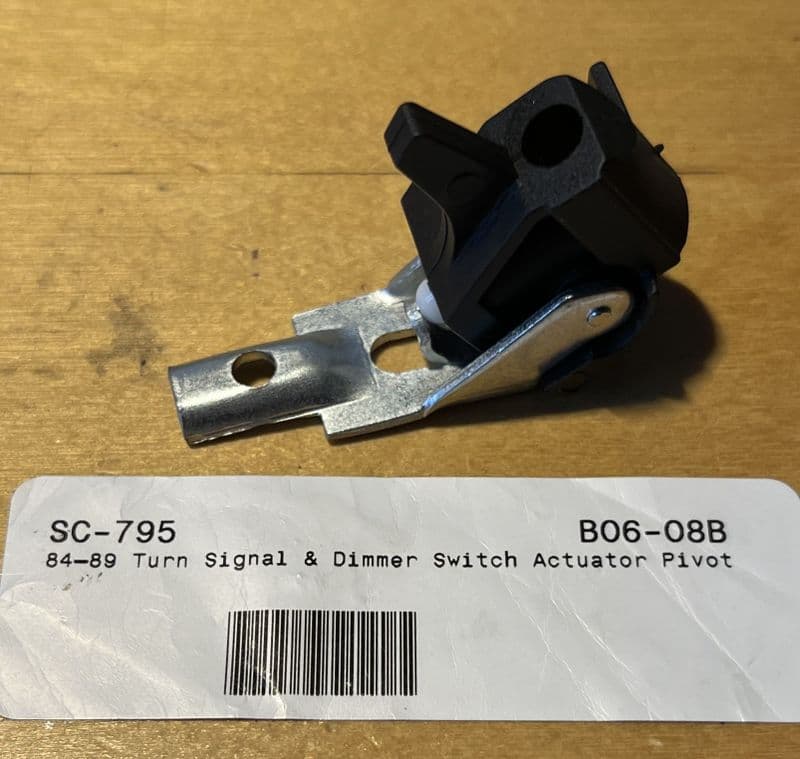 SC-795
B06-08B
84-89 Turn Signal & Dimmer Switch Actuator Pivot